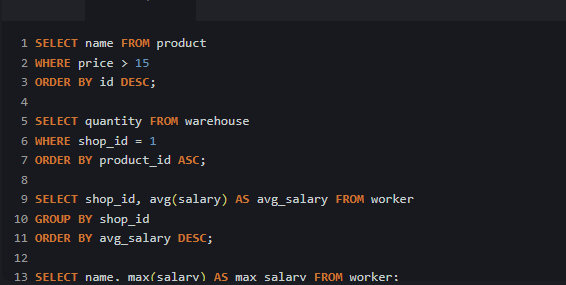 1 SELECT name FROM product
2 WHERE price > 15
3 ORDER BY id DESC;
4
5 SELECT quantity FROM warehouse
6 WHERE shop_id = 1
7 ORDER BY product_id ASC;
8
9 SELECT shop_id, avg(salary) AS avg_salary FROM worker
10 GROUP BY shop_id
11 ORDER BY avg_salary DESC;
12
13 SELECT name, max(salary) AS max_salary FROM worker;